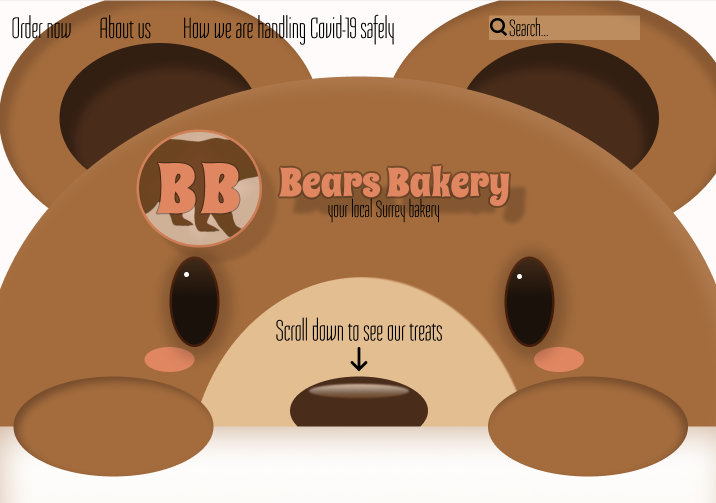 Order now
About us
How we are handling Covid-19 safely
Search...
BB
Bears Bakery
your local Surrey bakery
Scroll down to see our treats